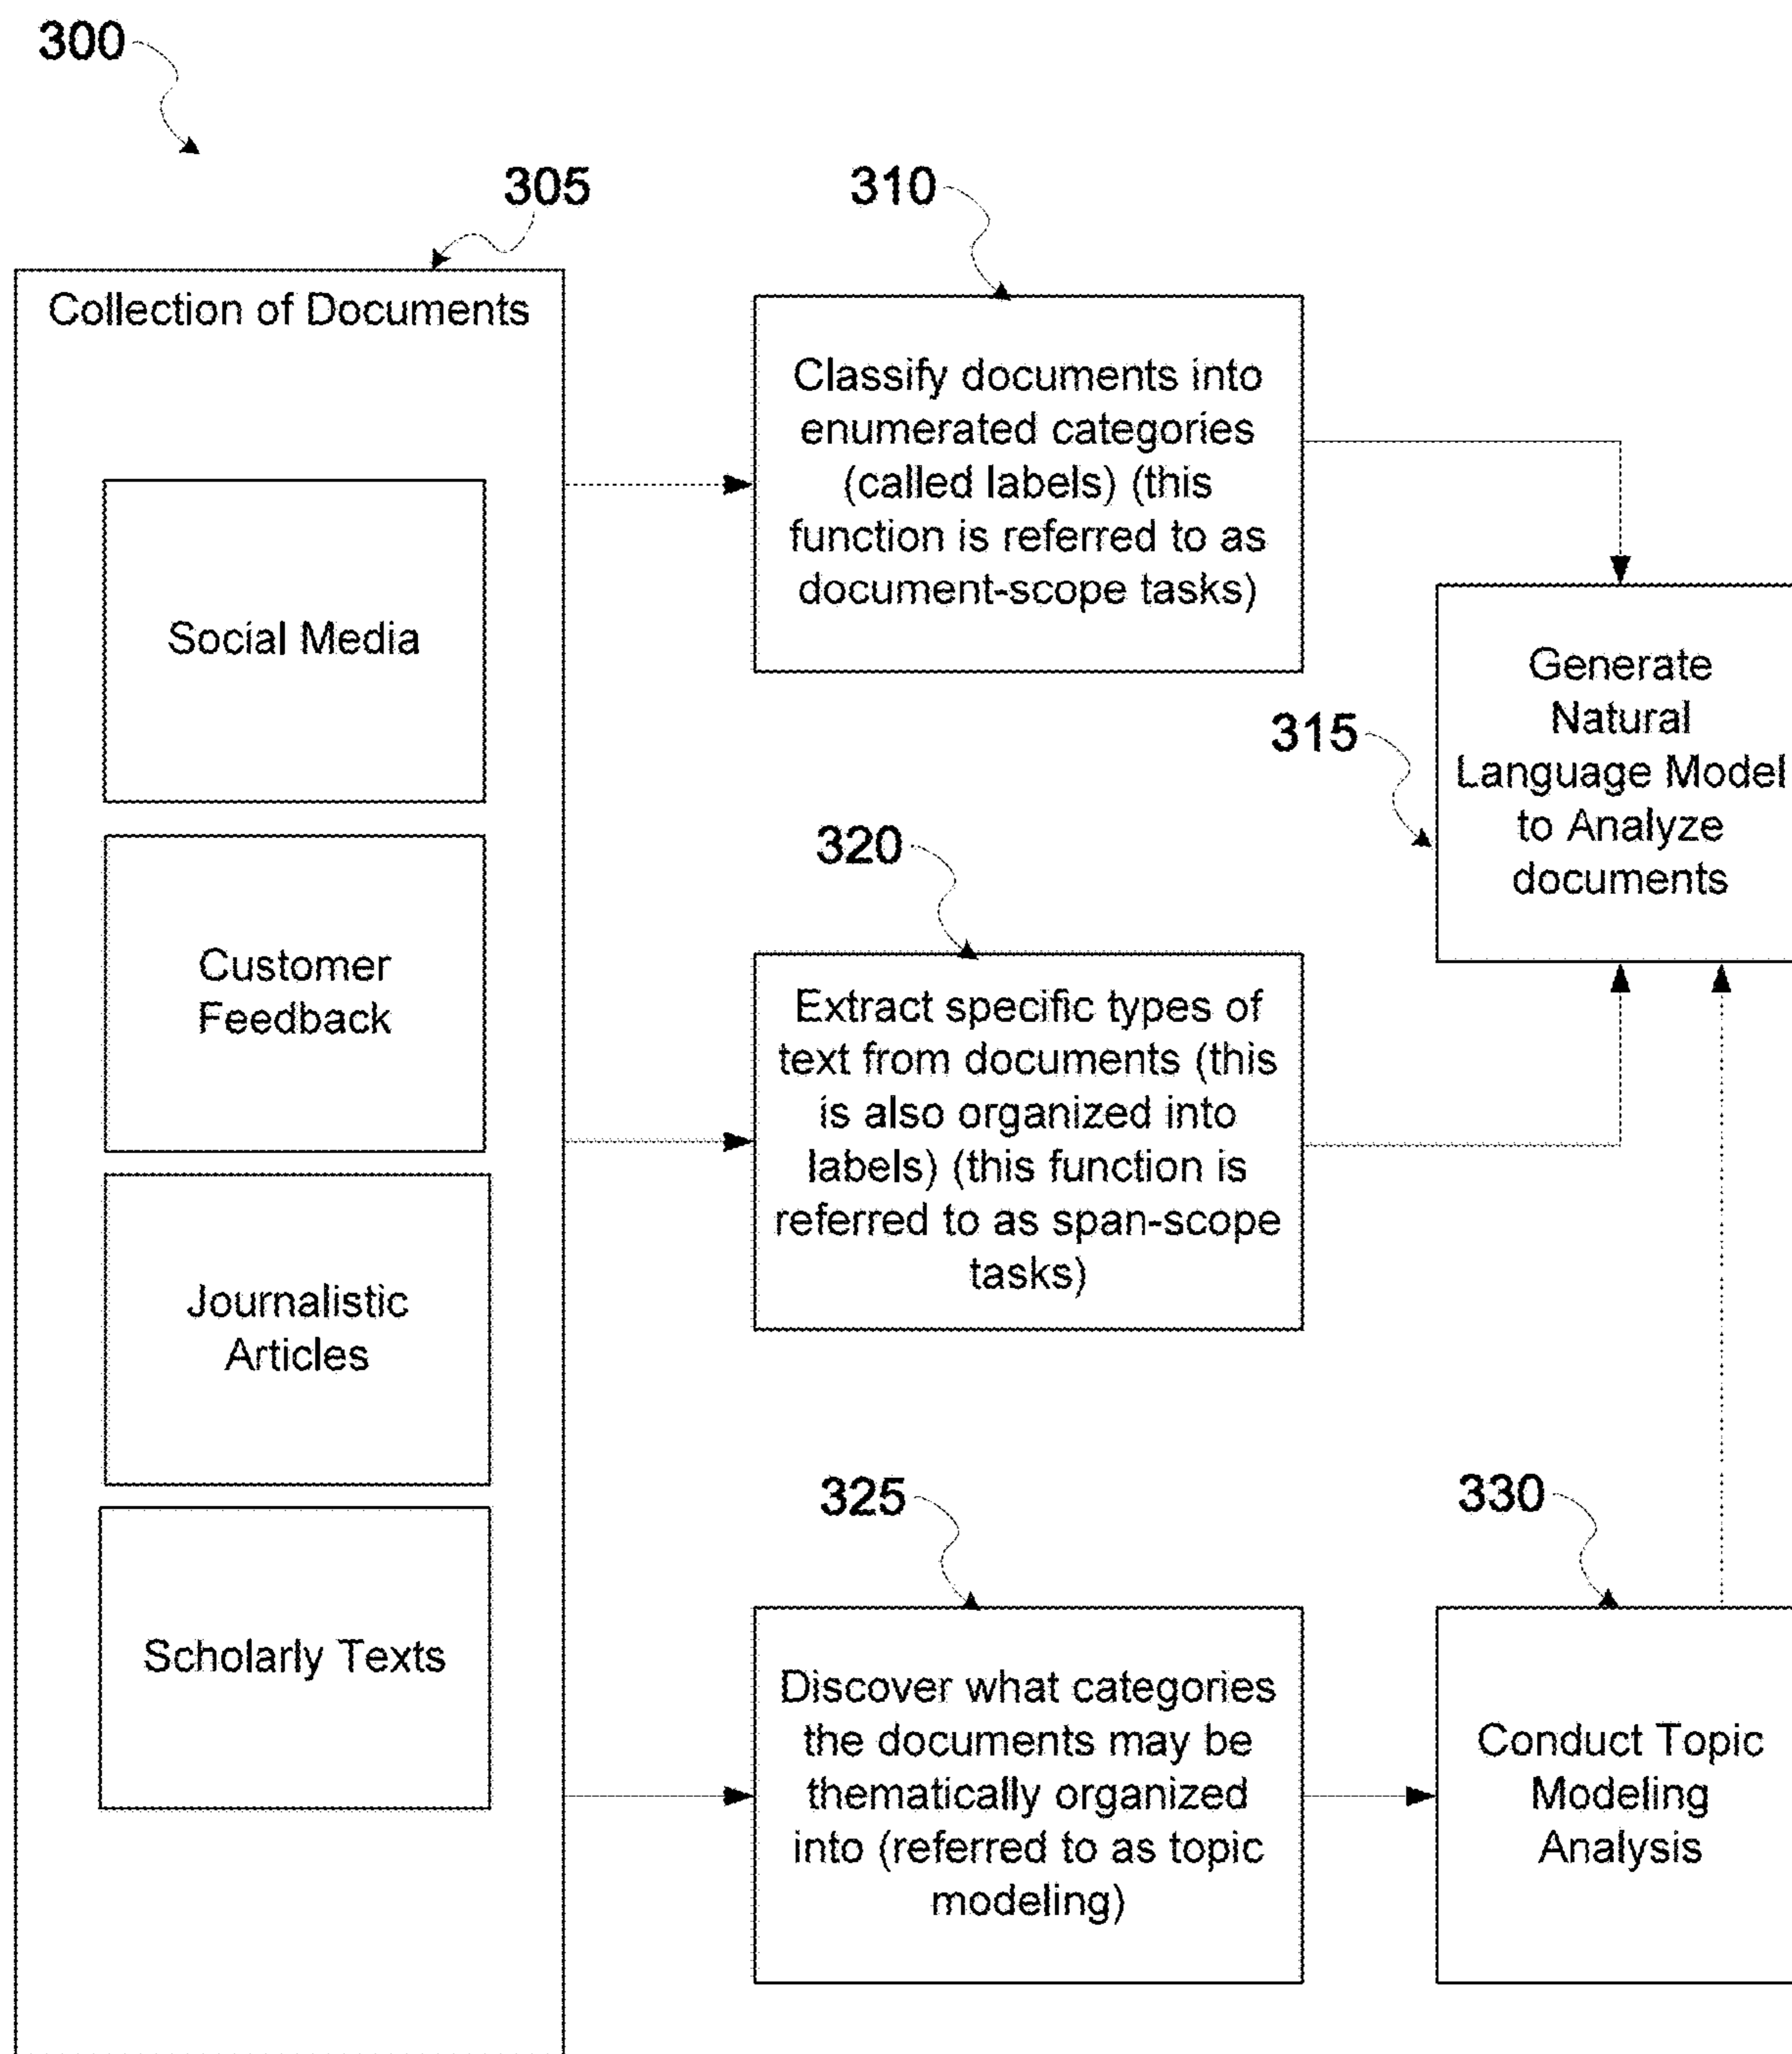 300
305
310
Collection of Documents
Social Media
Customer
Feedback
Journalistic
Articles
Scholarly Texts
Classify documents into
enumerated categories
(called labels) (this
function is referred to as
document-scope tasks)
315
Generate
Natural
Language Model
to Analyze
documents
320
Extract specific types of
text from documents (this
is also organized into
labels) (this function is
referred to as span-scope
tasks)
325
Discover what categories
the documents may be
thematically organized
into (referred to as topic
modeling)
330
Conduct Topic
Modeling
Analysis